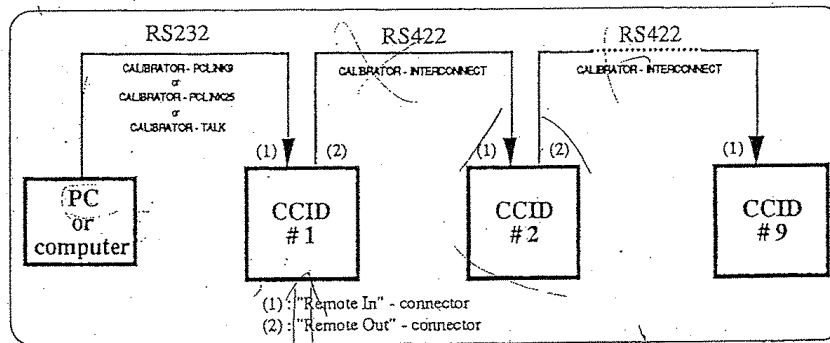 RS232
RS422
RS422
CALIBRATOR - PCLINK9
or
CALIBRATOR - PCLINK25
or
CALIBRATOR - TALK
CALIBRATOR - INTERCONNECT
CALIBRATOR - INTERCONNECT
(1)
(2)
(1)
(2)
(1)
PC
or
computer
CCID
#1
CCID
#2
CCID
#9
(1) : "Remote In" - connector
(2) : "Remote Out" - connector